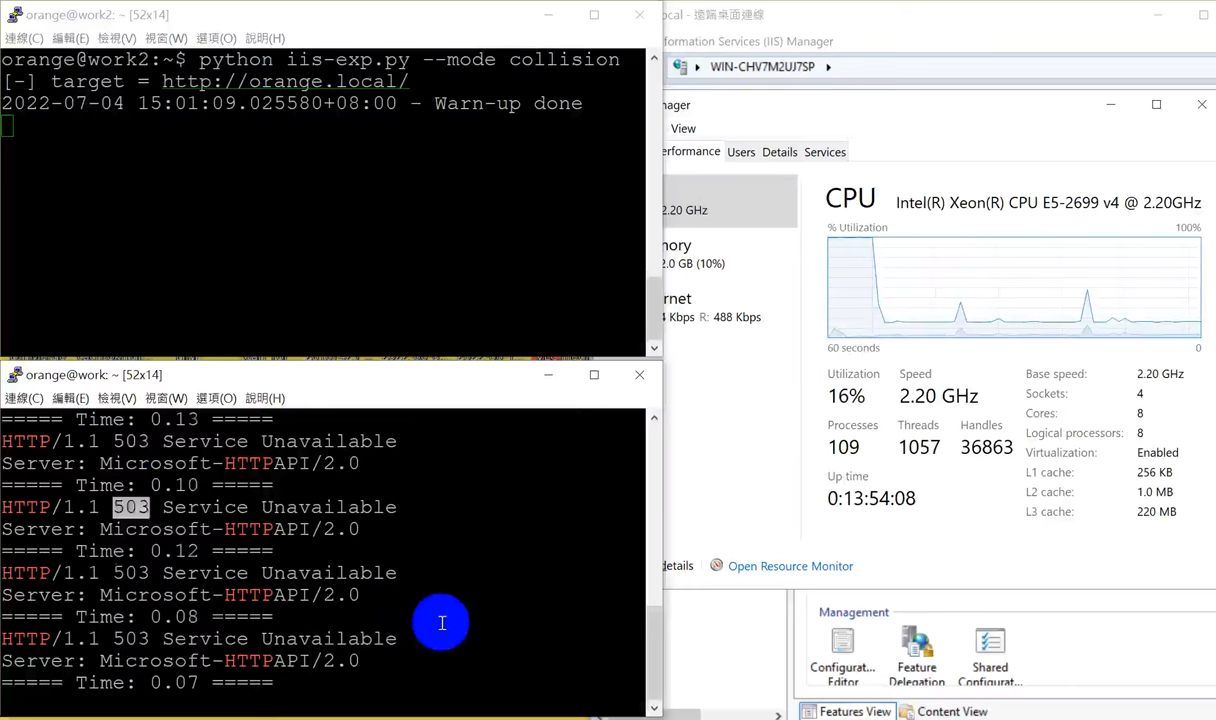 orange@work2: ~ [52x14]
連線(C) 編輯(E) 檢視(V) 視窗(W) 選項(O) 說明(H)
orange@work2:~$ python iis-exp.py --mode collision
[-] target = http://orange.local/
2022-07-04 15:01:09.025580+08:00 - Warn-up done
orange@work: ~ [52x14]
連線(C) 編輯(E) 檢視(V) 視窗(W) 選項(O) 說明(H)
===== Time: 0.13 =====
HTTP/1.1 503 Service Unavailable
Server: Microsoft-HTTPAPI/2.0
===== Time: 0.10 =====
HTTP/1.1 503 Service Unavailable
Server: Microsoft-HTTPAPI/2.0
===== Time: 0.12 =====
HTTP/1.1 503 Service Unavailable
Server: Microsoft-HTTPAPI/2.0
===== Time: 0.08 =====
HTTP/1.1 503 Service Unavailable
Server: Microsoft-HTTPAPI/2.0
===== Time: 0.07 =====
ocal - 遠端桌面連線
formation Services (IIS) Manager
WIN-CHV7M2UJ7SP
nager
View
erformance Users Details Services
2.20 GHz
mory
2.0 GB (10%)
rnet
4 Kbps R: 488 Kbps
CPU Intel(R) Xeon(R) CPU E5-2699 v4 @ 2.20GHz
% Utilization 100%
60 seconds 0
Utilization Speed
16% 2.20 GHz
Processes Threads Handles
109 1057 36863
Up time
0:13:54:08
Base speed: 2.20 GHz
Sockets: 4
Cores: 8
Logical processors: 8
Virtualization: Enabled
L1 cache: 256 KB
L2 cache: 1.0 MB
L3 cache: 220 MB
details Open Resource Monitor
Management
Configurat... Editor
Feature Delegation
Shared Configurat...
Features View Content View